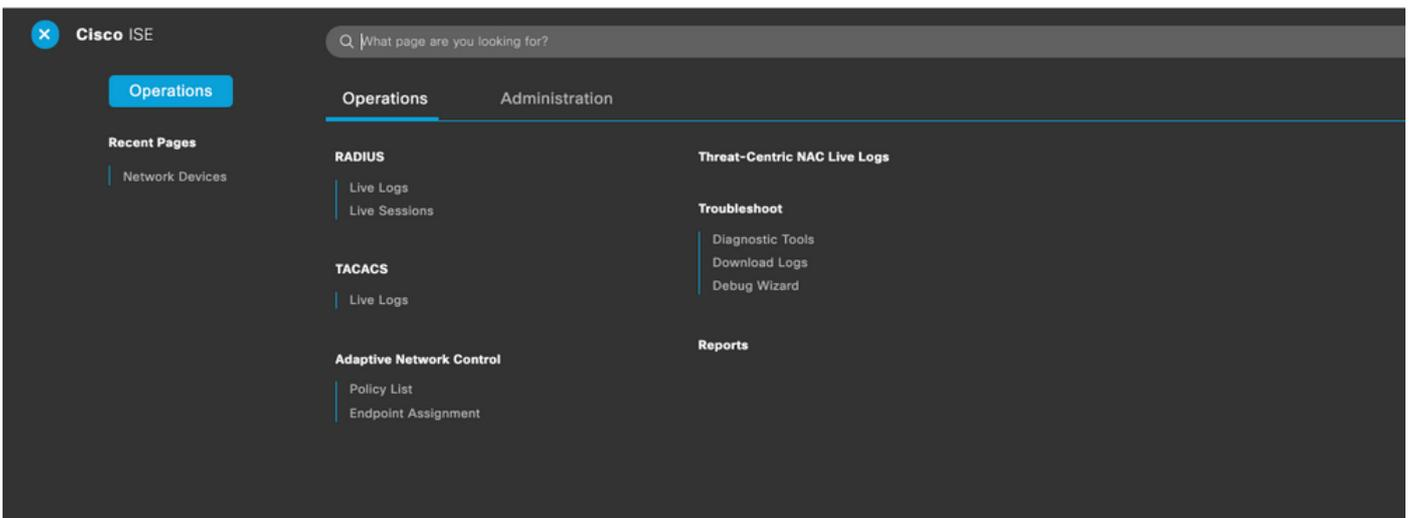 Cisco ISE
What page are you looking for?
Operations
Recent Pages
Network Devices
Operations
Administration
RADIUS
Live Logs
Live Sessions
TACACS
Live Logs
Adaptive Network Control
Policy List
Endpoint Assignment
Threat-Centric NAC Live Logs
Troubleshoot
Diagnostic Tools
Download Logs
Debug Wizard
Reports